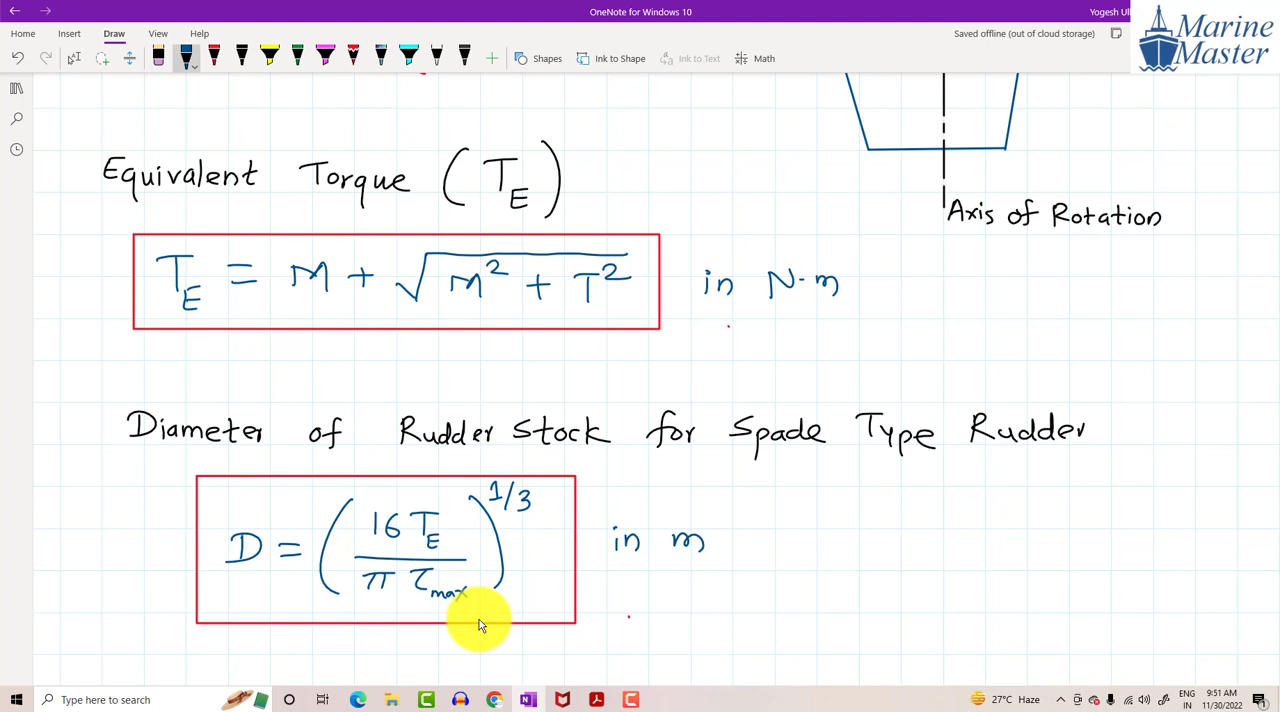 OneNote for Windows 10
Yogesh Ull
Home Insert Draw View Help
Saved offline (out of cloud storage)
Marine
Master
Shapes Ink to Shape Ink to Text Math
Equivalent Torque (T_E)
T_E = M + √(M² + T²) in N-m
Axis of Rotation
Diameter of Rudder Stock for Spade Type Rudder
D = (16 T_E / π τ_max)^1/3 in m
Type here to search
27°C Haze
ENG
IN
9:51 AM
11/30/2022
1